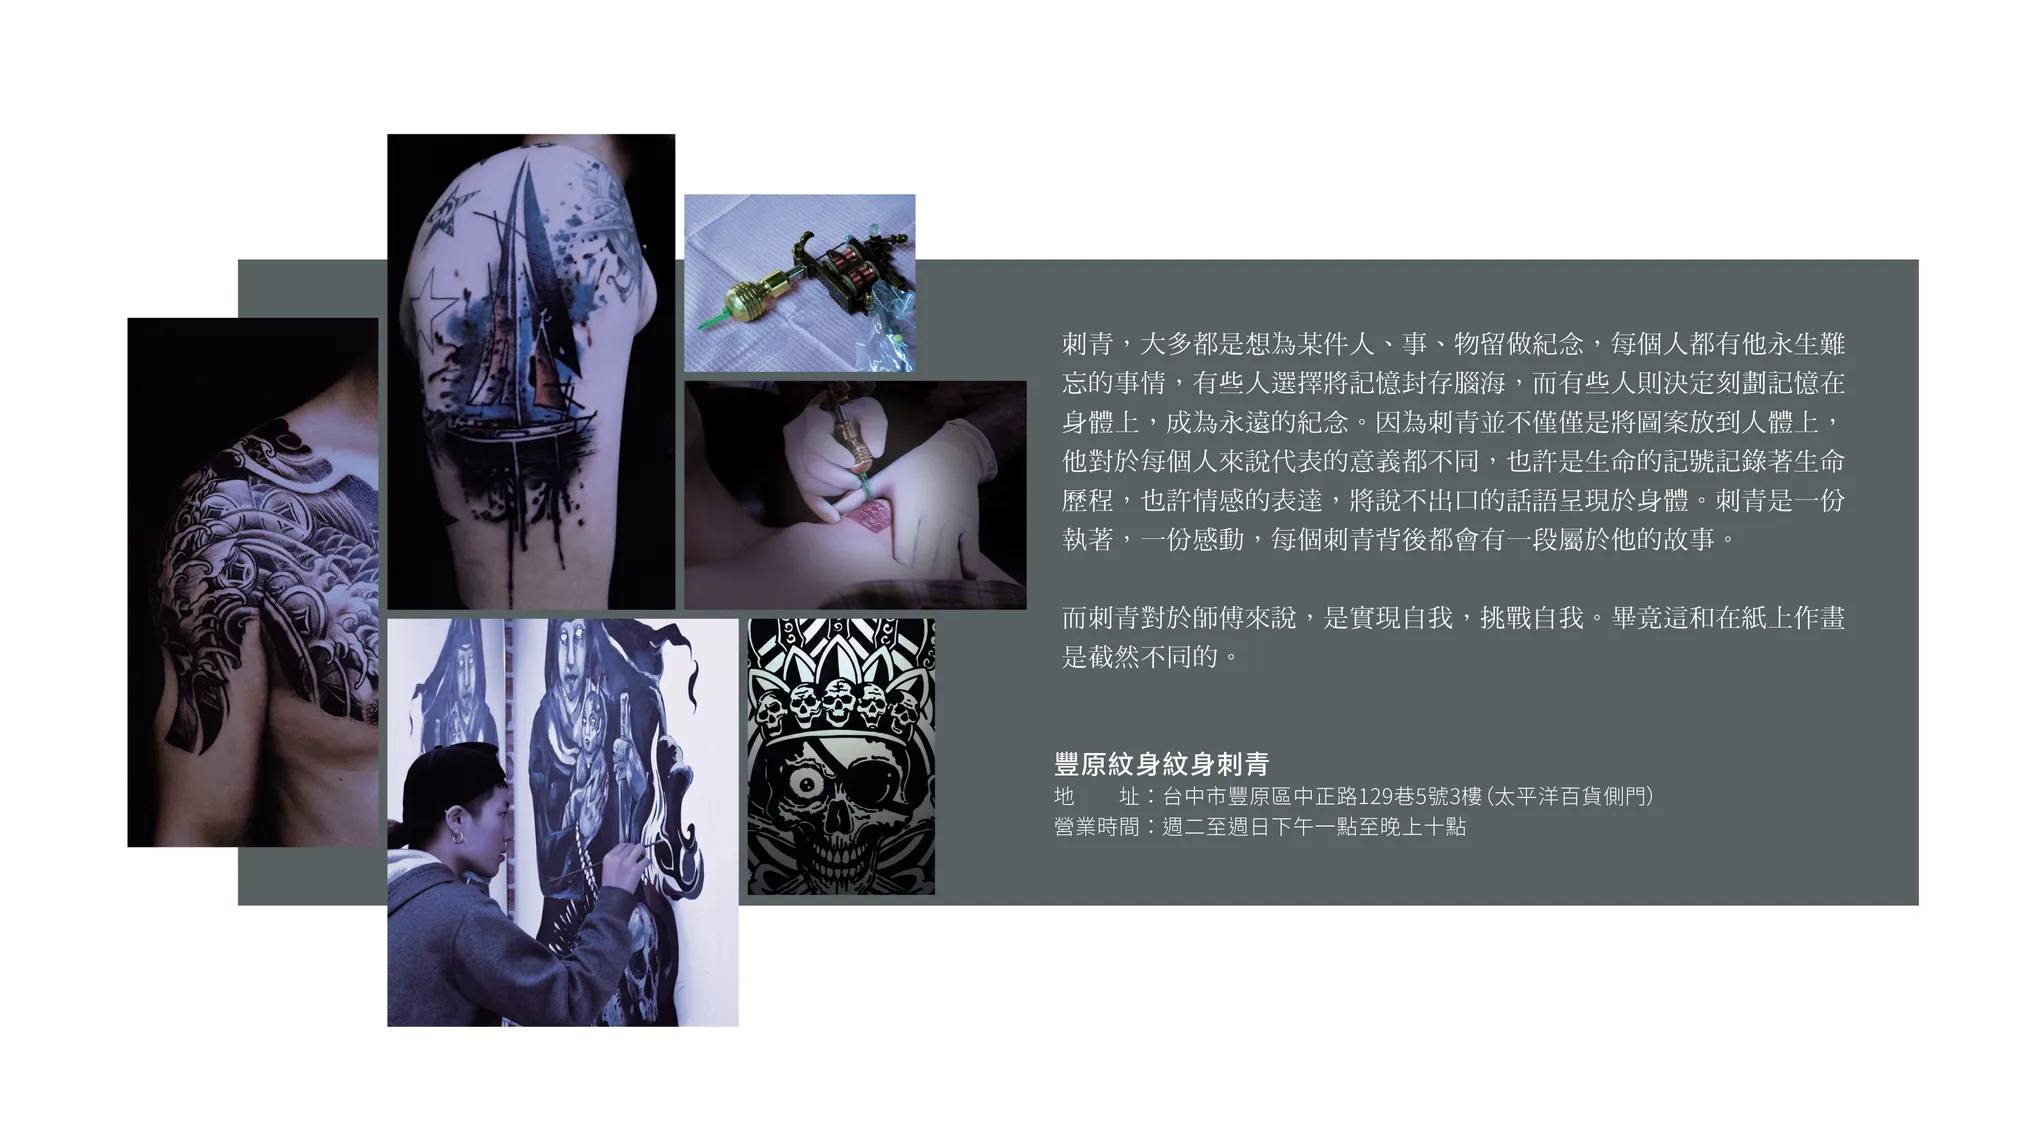 刺青，大多都是想為某件人、事、物留做紀念，每個人都有他永生難
忘的事情，有些人選擇將記憶封存腦海，而有些人則決定刻劃記憶在
身體上，成為永遠的紀念。因為刺青並不僅僅是將圖案放到人體上，
他對於每個人來說代表的意義都不同，也許是生命的記號記錄著生命
歷程，也許情感的表達，將說不出口的話語呈現於身體。刺青是一份
執著，一份感動，每個刺青背後都會有一段屬於他的故事。
而刺青對於師傅來說，是實現自我，挑戰自我。畢竟這和在紙上作畫
是截然不同的。
豐原紋身紋身刺青
地　　址：台中市豐原區中正路129巷5號3樓(太平洋百貨側門)
營業時間：週二至週日下午一點至晚上十點